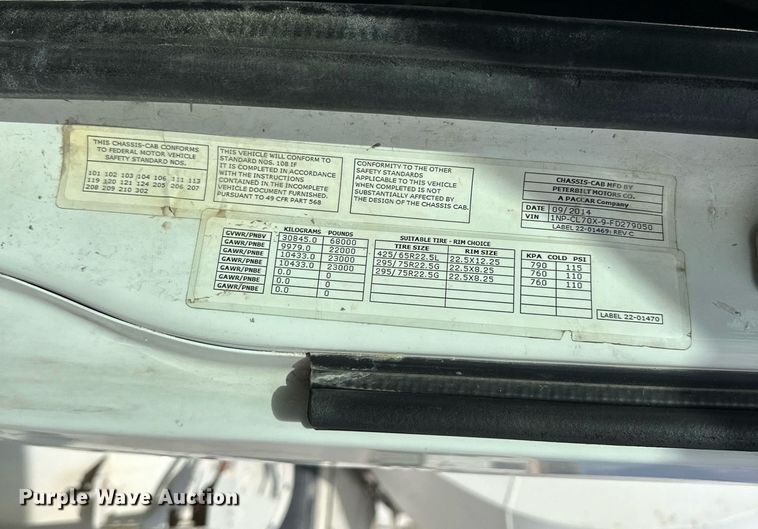 THIS CHASSIS-CAB CONFORMS
TO FEDERAL MOTOR VEHICLE
SAFETY STANDARD NOS.
101 102 103 104 106 111 113
119 120 121 124 205 206 207
208 209 210 302
THIS VEHICLE WILL CONFORM TO
STANDARD NOS. 108 IF
IT IS COMPLETED IN ACCORDANCE
WITH THE INSTRUCTIONS
CONTAINED IN THE INCOMPLETE
VEHICLE DOCUMENT FURNISHED.
PURSUANT TO 49 CFR PART 568
CONFORMITY TO THE OTHER
SAFETY STANDARDS
APPLICABLE TO THIS VEHICLE
WHEN COMPLETED IS NOT
SUBSTANTIALLY AFFECTED BY
THE DESIGN OF THE CHASSIS CAB.
CHASSIS-CAB MFD BY
PETERBILT MOTORS CO.
A PACCAR Company
DATE 09/2014
VIN 1NP-CL70X-9-FD279050
LABEL 22-01469: REV C
KILOGRAMS POUNDS SUITABLE TIRE - RIM CHOICE
TIRE SIZE RIM SIZE KPA COLD PSI
GVWR/PNBV 30845.0 68000
GAWR/PNBE 9979.0 22000 425/65R22.5L 22.5X12.25 790 115
GAWR/PNBE 10433.0 23000 295/75R22.5G 22.5X8.25 760 110
GAWR/PNBE 10433.0 23000 295/75R22.5G 22.5X8.25 760 110
GAWR/PNBE 0.0 0
GAWR/PNBE 0.0 0
LABEL 22-01470
Purple Wave Auction